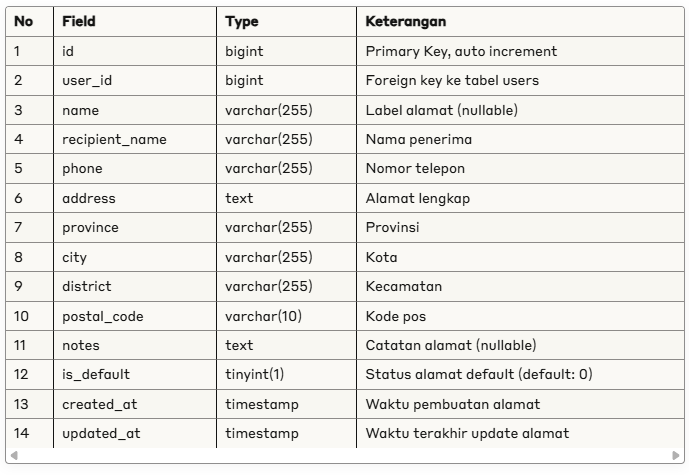 No Field Type Keterangan
1 id bigint Primary Key, auto increment
2 user_id bigint Foreign key ke tabel users
3 name varchar(255) Label alamat (nullable)
4 recipient_name varchar(255) Nama penerima
5 phone varchar(255) Nomor telepon
6 address text Alamat lengkap
7 province varchar(255) Provinsi
8 city varchar(255) Kota
9 district varchar(255) Kecamatan
10 postal_code varchar(10) Kode pos
11 notes text Catatan alamat (nullable)
12 is_default tinyint(1) Status alamat default (default: 0)
13 created_at timestamp Waktu pembuatan alamat
14 updated_at timestamp Waktu terakhir update alamat